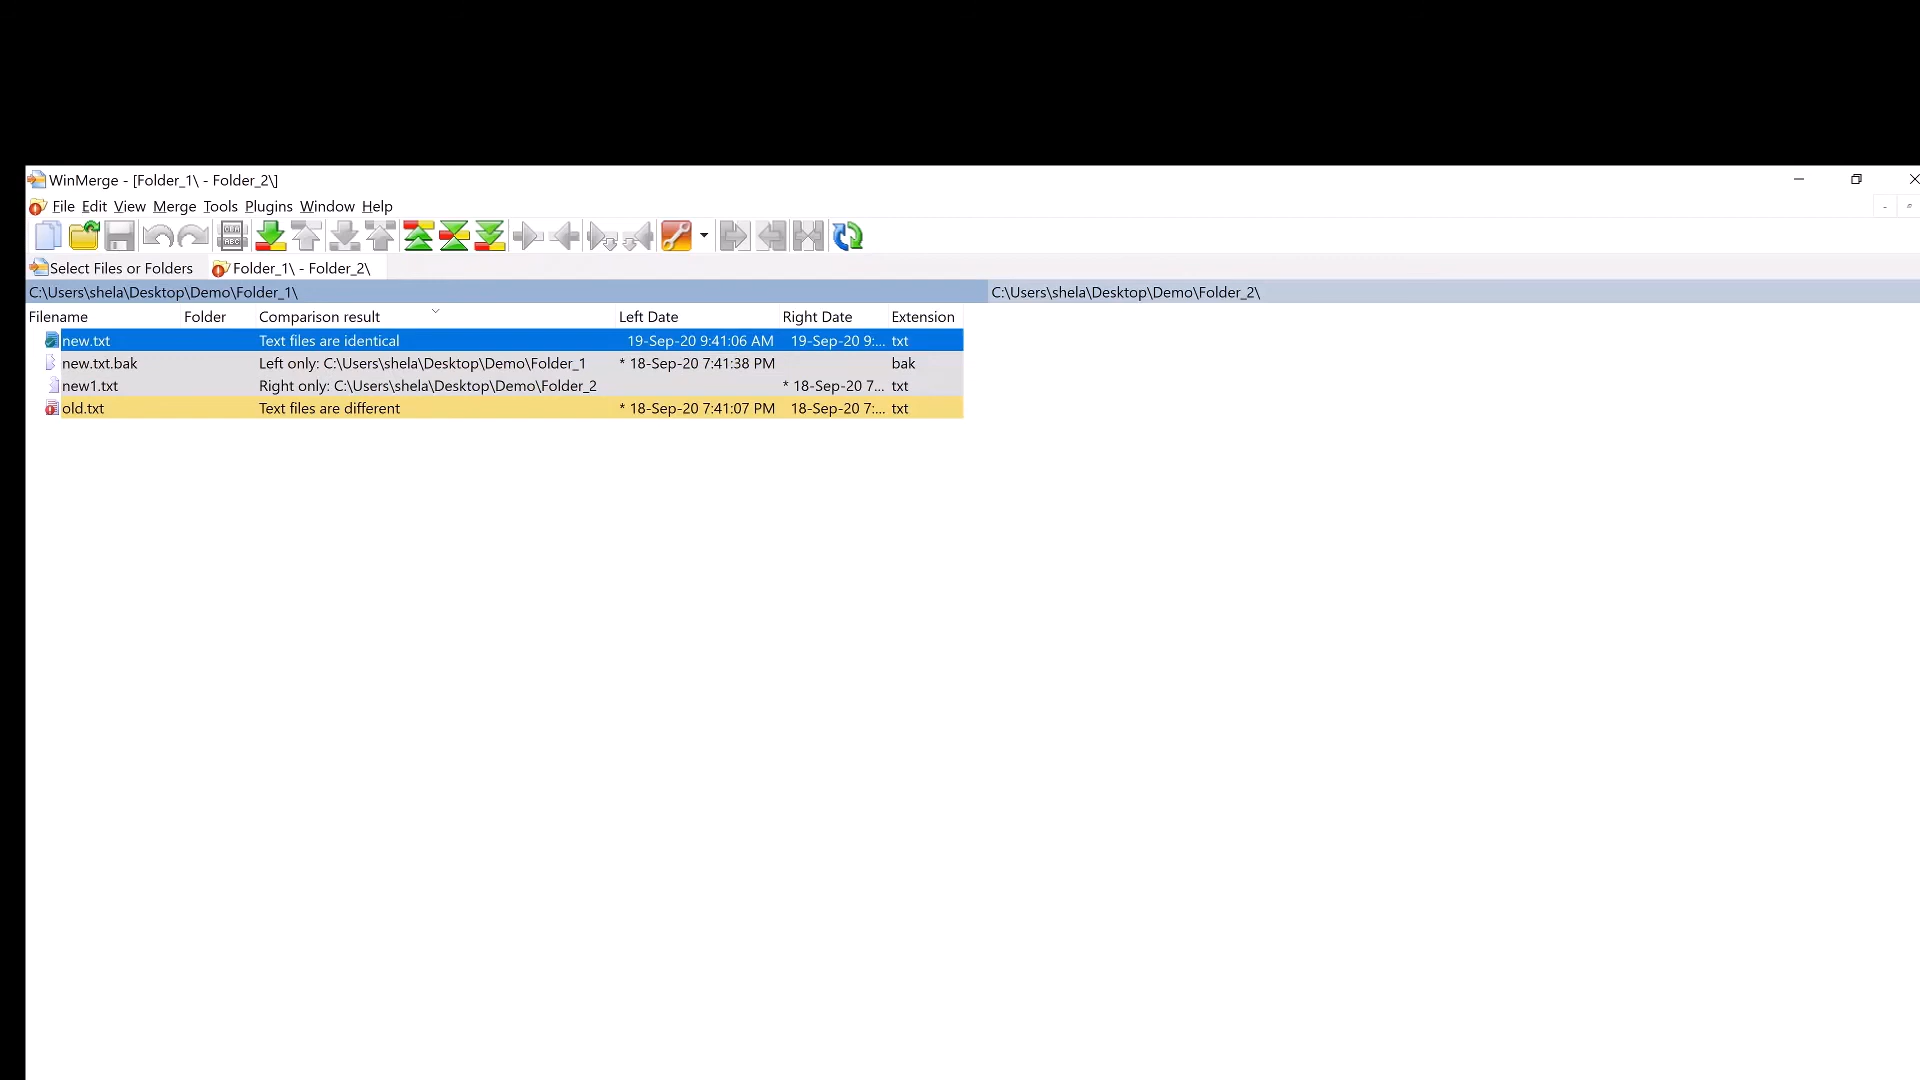 WinMerge - [Folder_1\ - Folder_2\]
File Edit View Merge Tools Plugins Window Help
Select Files or Folders Folder_1\ - Folder_2\
C:\Users\shela\Desktop\Demo\Folder_1\ C:\Users\shela\Desktop\Demo\Folder_2\
Filename Folder Comparison result Left Date Right Date Extension
new.txt Text files are identical 19-Sep-20 9:41:06 AM 19-Sep-20 9:... txt
new.txt.bak Left only: C:\Users\shela\Desktop\Demo\Folder_1 * 18-Sep-20 7:41:38 PM bak
new1.txt Right only: C:\Users\shela\Desktop\Demo\Folder_2 * 18-Sep-20 7... txt
old.txt Text files are different * 18-Sep-20 7:41:07 PM 18-Sep-20 7:... txt